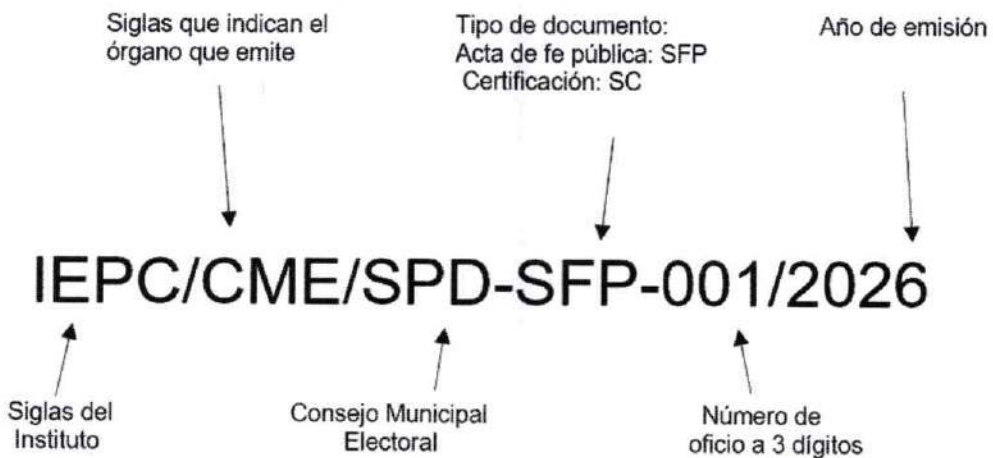 Siglas que indican el
órgano que emite
Tipo de documento:
Acta de fe pública: SFP
Certificación: SC
Año de emisión
IEPC/CME/SPD-SFP-001/2026
Siglas del
Instituto
Consejo Municipal
Electoral
Número de
oficio a 3 dígitos